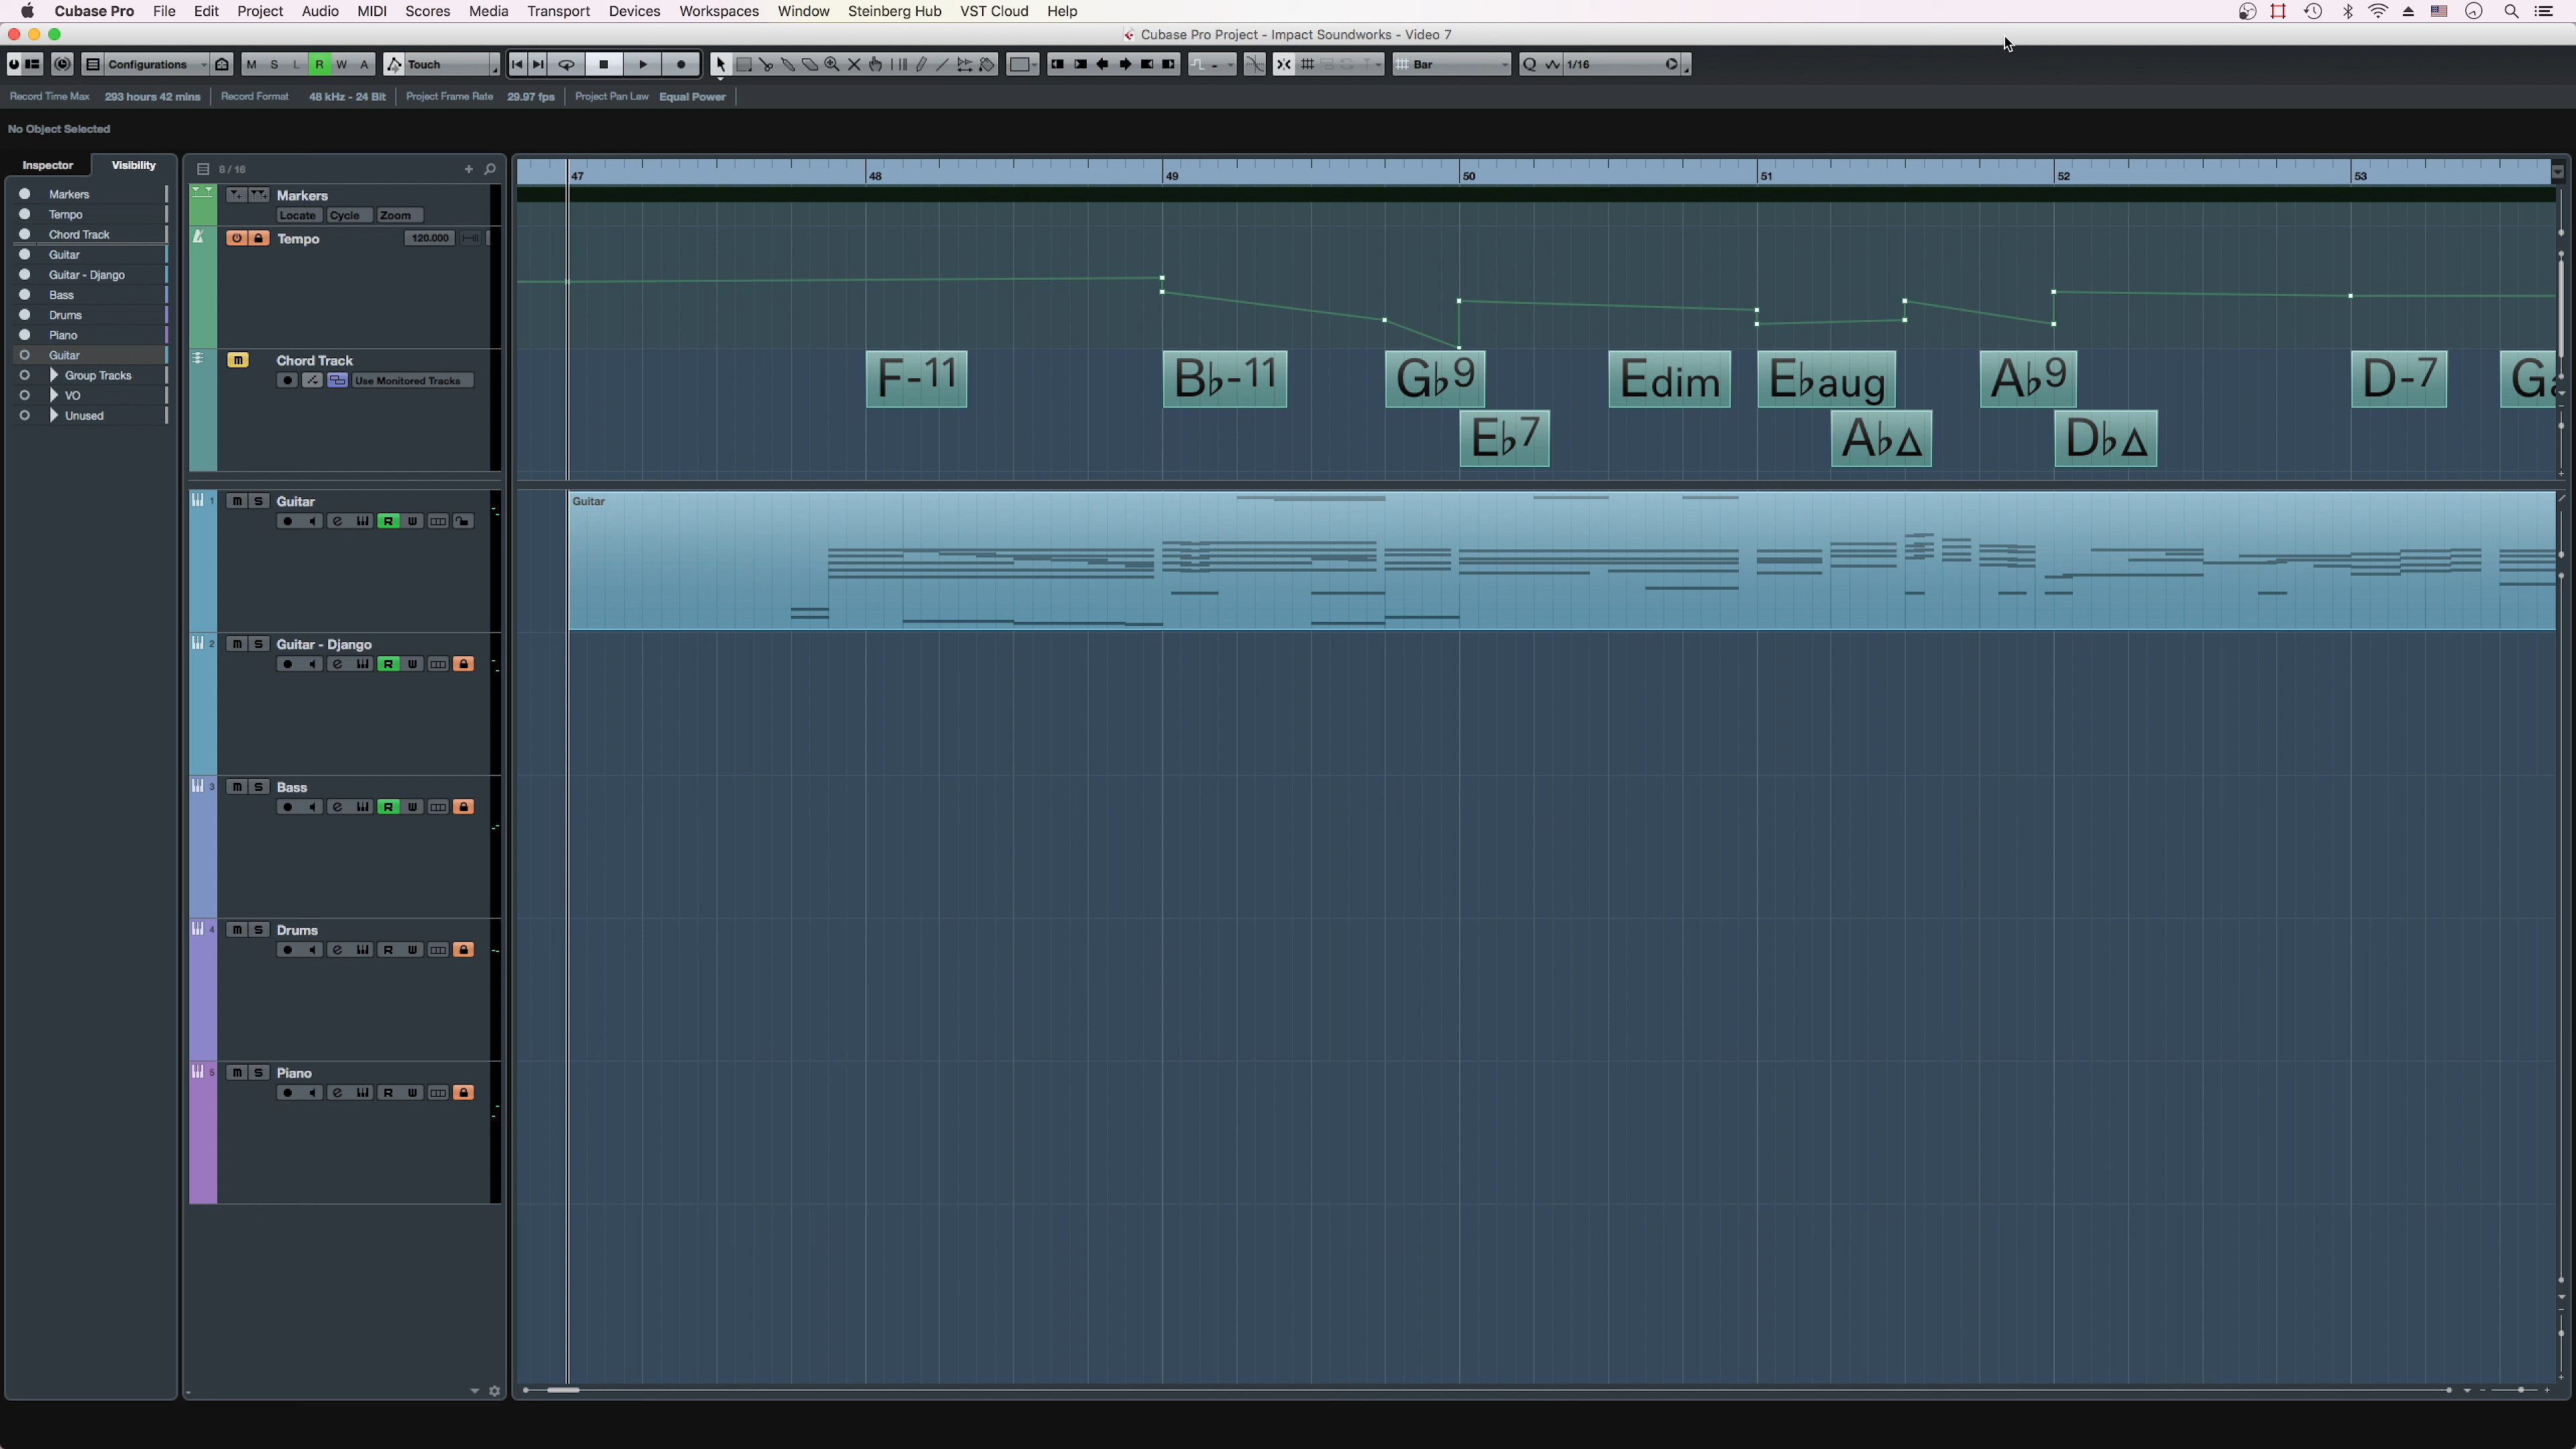 Cubase Pro File Edit Project Audio MIDI Scores Media Transport Devices Workspaces Window Steinberg Hub VST Cloud Help
Cubase Pro Project - Impact Soundworks - Video 7
Configurations M S L R W A Touch Bar Q 1/16
Record Time Max 293 hours 42 mins Record Format 48 kHz - 24 Bit Project Frame Rate 29.97 fps Project Pan Law Equal Power
No Object Selected
Inspector Visibility
Markers
Tempo
Chord Track
Guitar
Guitar - Django
Bass
Drums
Piano
Guitar
Group Tracks
VO
Unused
8 / 16
Markers
Locate Cycle Zoom
Tempo 120.000
m Chord Track
Use Monitored Tracks
1 m S Guitar
e R W
2 m S Guitar - Django
e R W
3 m S Bass
e R W
4 m S Drums
e R W
5 m S Piano
e R W
47 48 49 50 51 52 53
F-11 B♭-11 G♭9 Edim E♭aug A♭9 D-7
E♭7 A♭Δ D♭Δ
Guitar